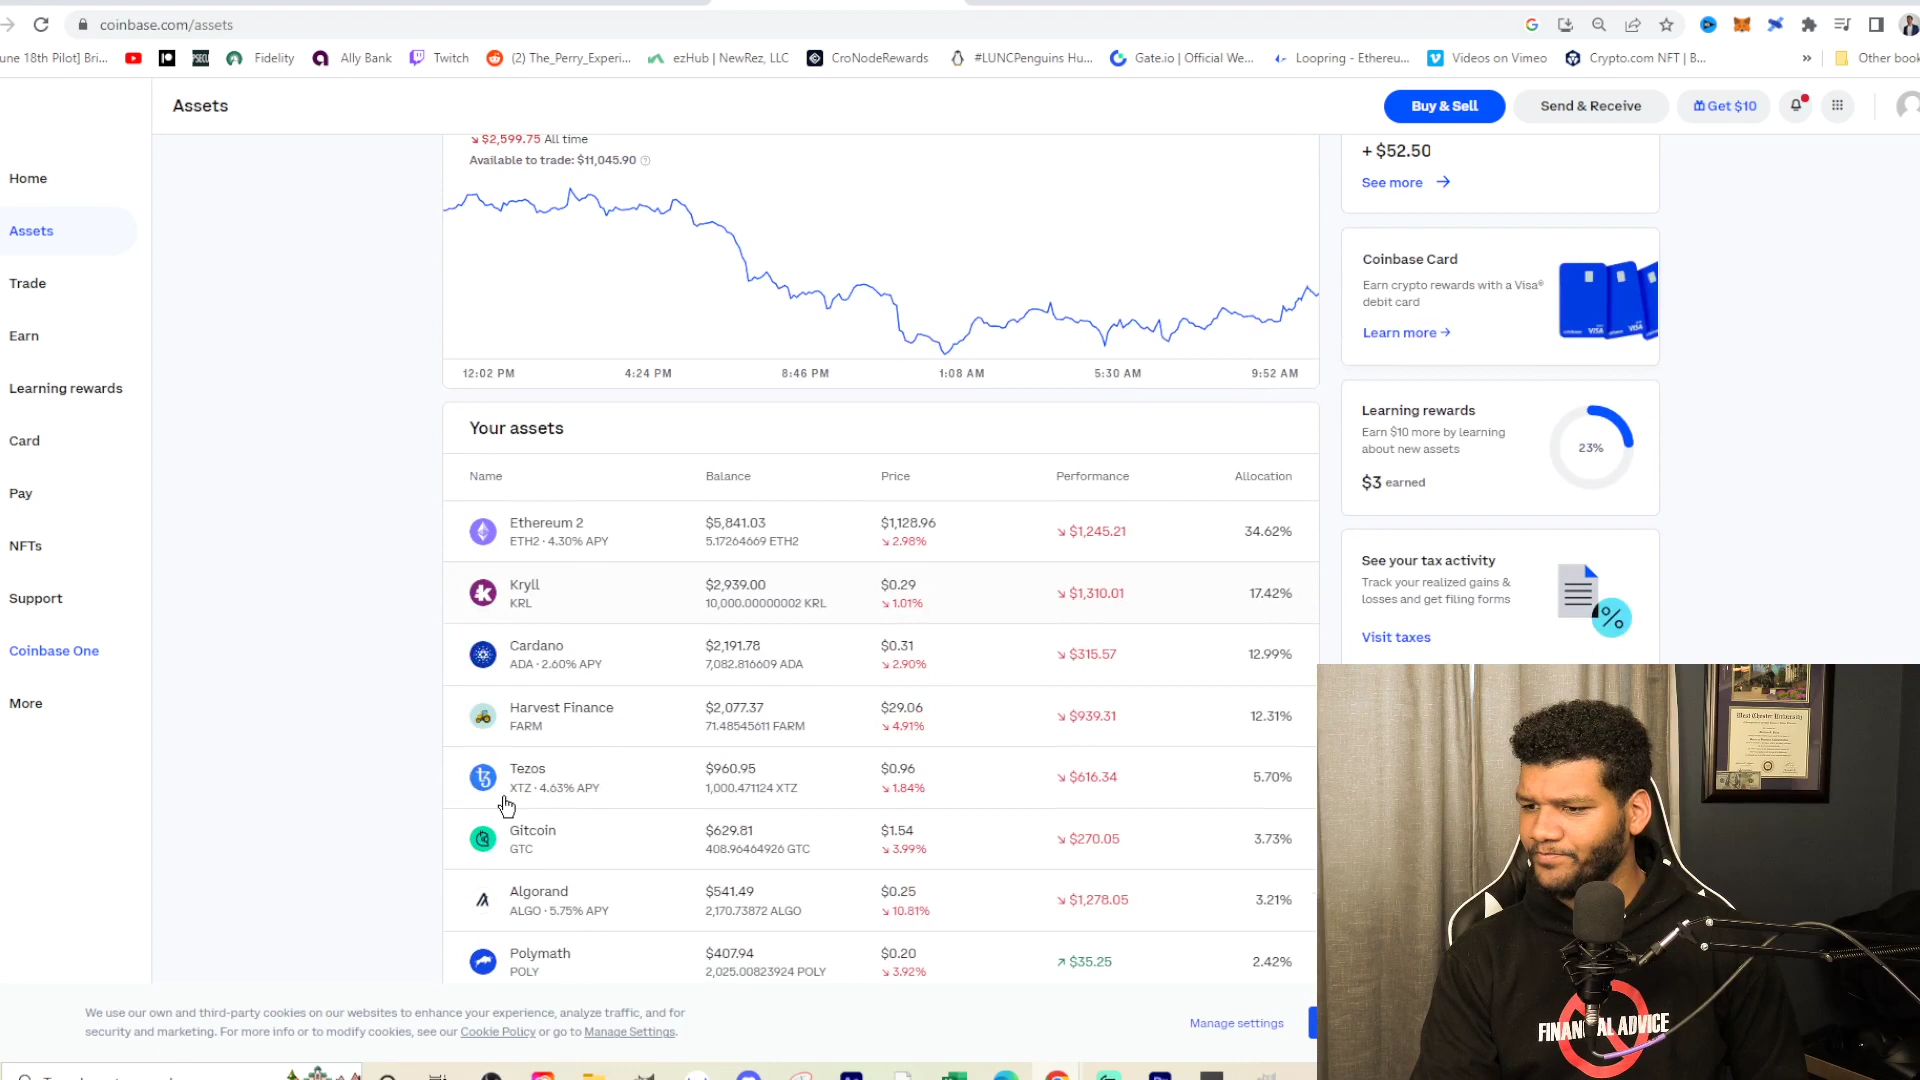 coinbase.com/assets
une 18th Pilot] Bri...
Fidelity
Ally Bank
Twitch
(2) The_Perry_Experi...
ezHub | NewRez, LLC
CroNodeRewards
#LUNCPenguins Hu...
Gate.io | Official We...
Loopring - Ethereu...
Videos on Vimeo
Crypto.com NFT | B...
»
Other book
Assets
Buy & Sell
Send & Receive
Get $10
Home
Assets
Trade
Earn
Learning rewards
Card
Pay
NFTs
Support
Coinbase One
More
↘ $2,599.75 All time
Available to trade: $11,045.90
12:02 PM 4:24 PM 8:46 PM 1:08 AM 5:30 AM 9:52 AM
Your assets
Name Balance Price Performance Allocation
Ethereum 2 $5,841.03 $1,128.96 ↘ $1,245.21 34.62%
ETH2 · 4.30% APY 5.17264669 ETH2 ↘ 2.98%
Kryll $2,939.00 $0.29 ↘ $1,310.01 17.42%
KRL 10,000.00000002 KRL ↘ 1.01%
Cardano $2,191.78 $0.31 ↘ $315.57 12.99%
ADA · 2.60% APY 7,082.816609 ADA ↘ 2.90%
Harvest Finance $2,077.37 $29.06 ↘ $939.31 12.31%
FARM 71.48545611 FARM ↘ 4.91%
Tezos $960.95 $0.96 ↘ $616.34 5.70%
XTZ · 4.63% APY 1,000.471124 XTZ ↘ 1.84%
Gitcoin $629.81 $1.54 ↘ $270.05 3.73%
GTC 408.96464926 GTC ↘ 3.99%
Algorand $541.49 $0.25 ↘ $1,278.05 3.21%
ALGO · 5.75% APY 2,170.73872 ALGO ↘ 10.81%
Polymath $407.94 $0.20 ↗ $35.25 2.42%
POLY 2,025.00823924 POLY ↘ 3.92%
+ $52.50
See more →
Coinbase Card
Earn crypto rewards with a Visa®
debit card
Learn more →
VISA
VISA
Learning rewards
Earn $10 more by learning
about new assets
$3 earned
23%
See your tax activity
Track your realized gains &
losses and get filing forms
Visit taxes
%
We use our own and third-party cookies on our websites to enhance your experience, analyze traffic, and for
security and marketing. For more info or to modify cookies, see our Cookie Policy or go to Manage Settings.
Manage settings
West Chester University
FINANCIAL ADVICE